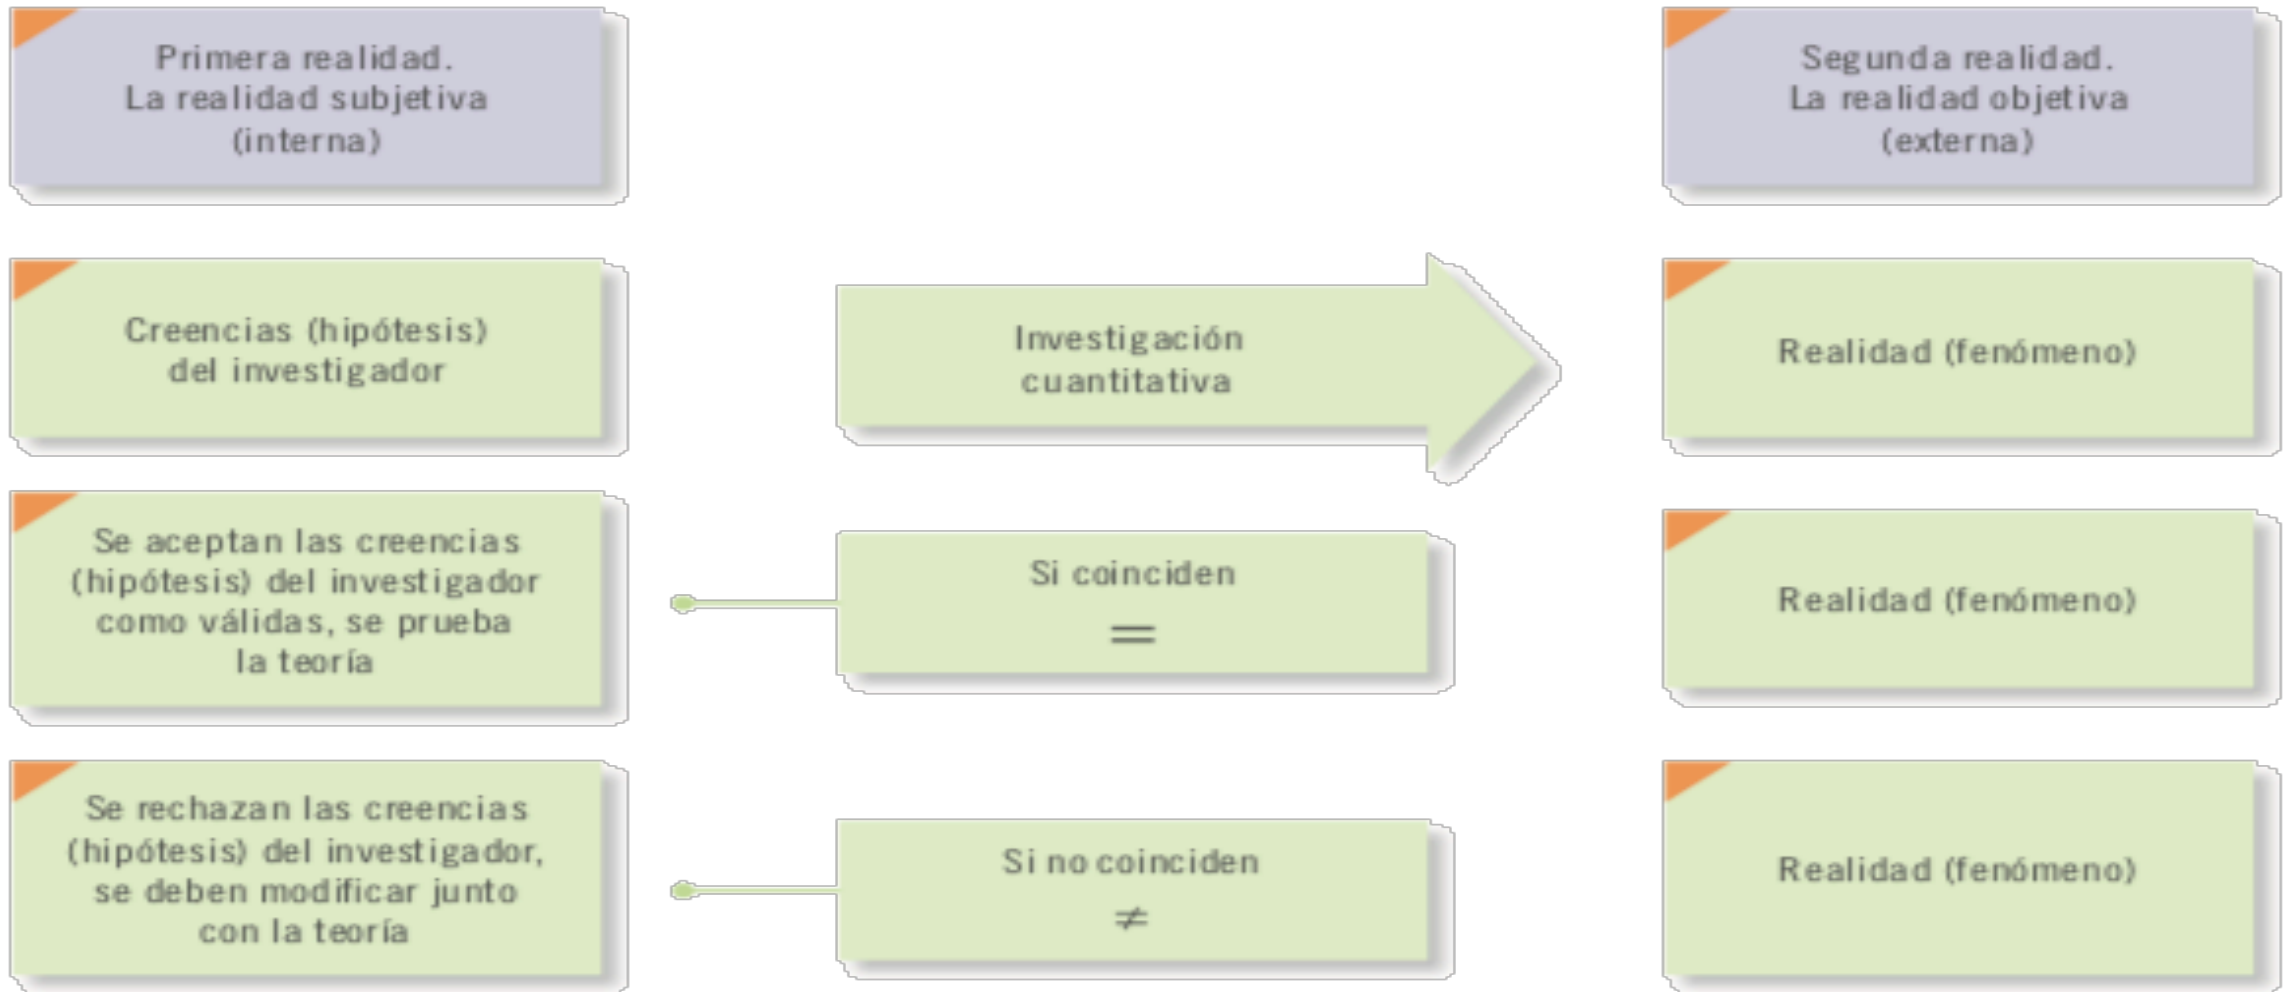 Primera realidad.
La realidad subjetiva
(interna)
Segunda realidad.
La realidad objetiva
(externa)
Creencias (hipótesis)
del investigador
Investigación
cuantitativa
Realidad (fenómeno)
Se aceptan las creencias
(hipótesis) del investigador
como válidas, se prueba
la teoría
Si coinciden
=
Realidad (fenómeno)
Se rechazan las creencias
(hipótesis) del investigador,
se deben modificar junto
con la teoría
Si no coinciden
≠
Realidad (fenómeno)